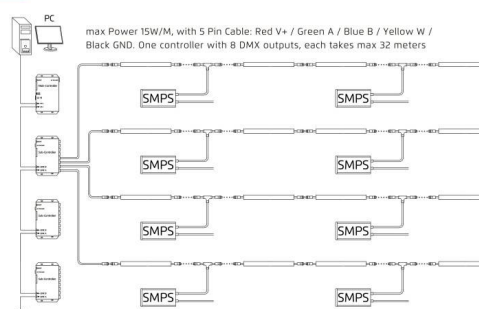 PC
max Power 15W/M, with 5 Pin Cable: Red V+ / Green A / Blue B / Yellow W /
Black GND. One controller with 8 DMX outputs, each takes max 32 meters
SMPS
SMPS
SMPS
SMPS
SMPS
SMPS
SMPS
SMPS